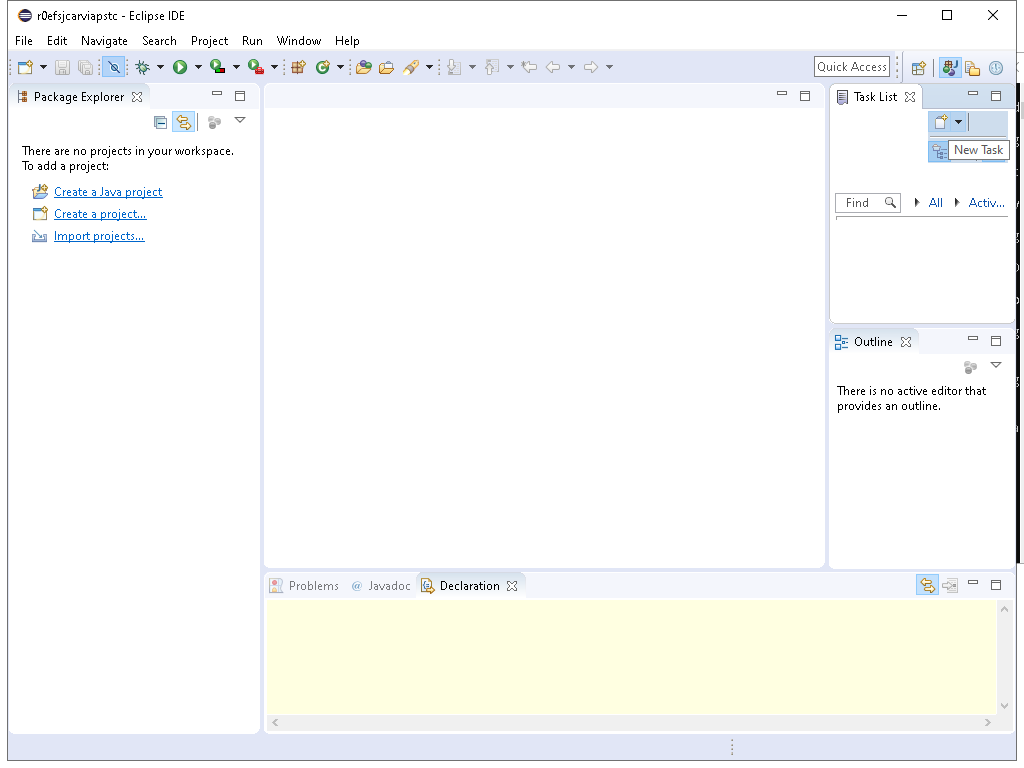 r0efsjcarviapstc - Eclipse IDE
File Edit Navigate Search Project Run Window Help
Quick Access
Package Explorer
There are no projects in your workspace.
To add a project:
Create a Java project
Create a project...
Import projects...
Task List
New Task
Find All Activ...
Outline
There is no active editor that
provides an outline.
Problems @ Javadoc Declaration